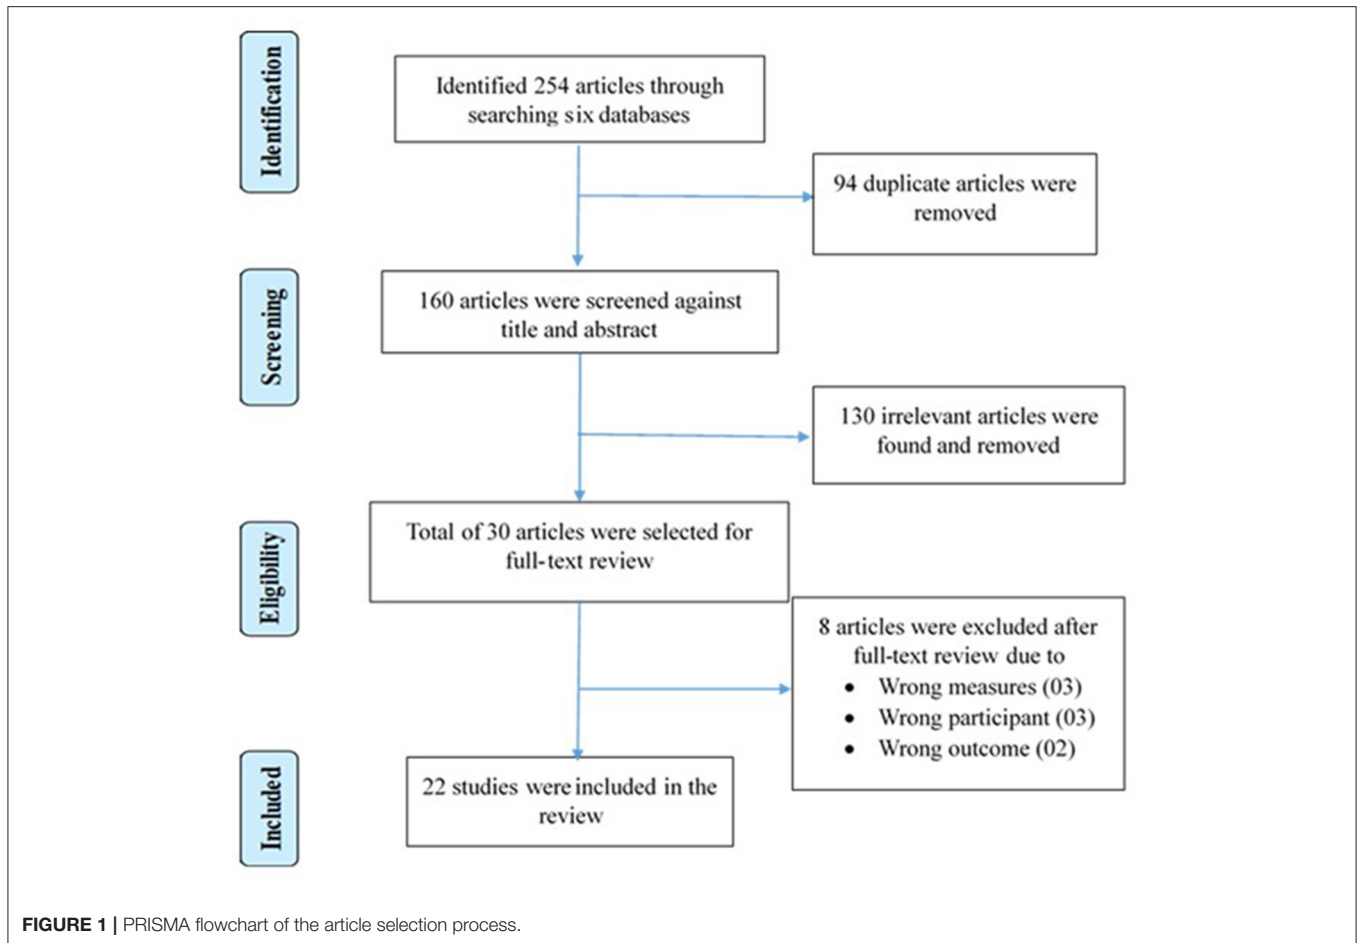 Identification
Identified 254 articles through
searching six databases
94 duplicate articles were
removed
Screening
160 articles were screened against
title and abstract
130 irrelevant articles were
found and removed
Eligibility
Total of 30 articles were selected for
full-text review
8 articles were excluded after
full-text review due to
• Wrong measures (03)
• Wrong participant (03)
• Wrong outcome (02)
Included
22 studies were included in the
review
FIGURE 1 | PRISMA flowchart of the article selection process.